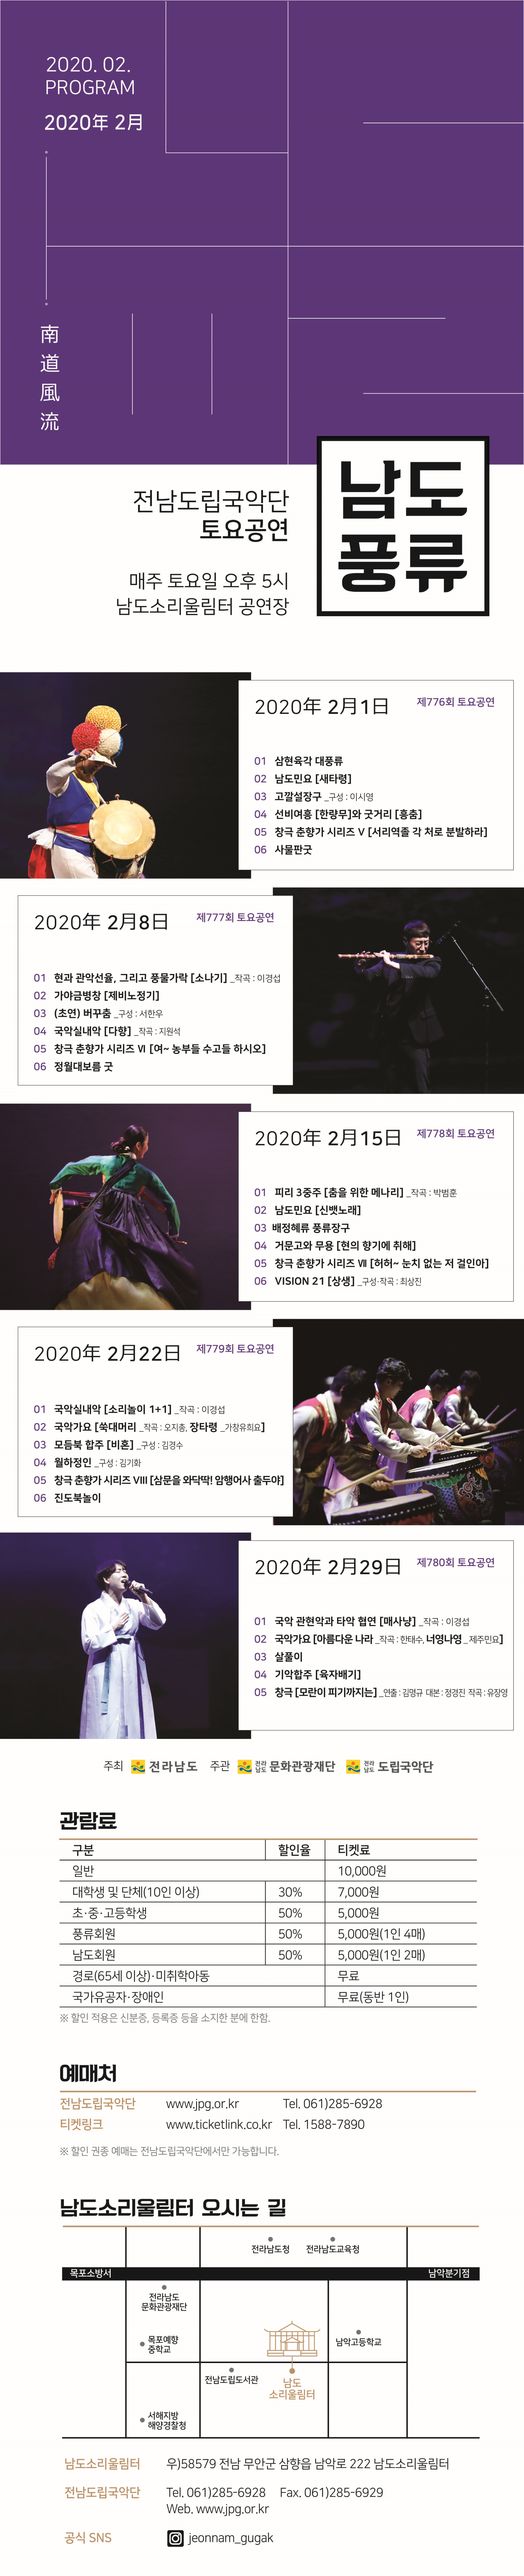 2020. 02.
PROGRAM
2020年 2月
南
道
風
流
남도
풍류
전남도립국악단
토요공연
매주 토요일 오후 5시
남도소리울림터 공연장
2020年 2月1日 제776회 토요공연
01 삼현육각 대풍류
02 남도민요 [새타령]
03 고깔설장구 _구성 : 이시영
04 선비여흥 [한량무]와 굿거리 [흥춤]
05 창극 춘향가 시리즈 V [서리역졸 각 처로 분발하라]
06 사물판굿
2020年 2月8日 제777회 토요공연
01 현과 관악선율, 그리고 풍물가락 [소나기] _작곡 : 이경섭
02 가야금병창 [제비노정기]
03 (초연) 버꾸춤 _구성 : 서한우
04 국악실내악 [다향] _작곡 : 지원석
05 창극 춘향가 시리즈 Ⅵ [여~ 농부들 수고들 하시오]
06 정월대보름 굿
2020年 2月15日 제778회 토요공연
01 피리 3중주 [춤을 위한 메나리] _작곡 : 박범훈
02 남도민요 [신뱃노래]
03 배정혜류 풍류장구
04 거문고와 무용 [현의 향기에 취해]
05 창극 춘향가 시리즈 Ⅶ [허허~ 눈치 없는 저 걸인아]
06 VISION 21 [상생] _구성·작곡 : 최상진
2020年 2月22日 제779회 토요공연
01 국악실내악 [소리놀이 1+1] _작곡 : 이경섭
02 국악가요 [쑥대머리 _작곡 : 오지총, 장타령 _가창유희요]
03 모듬북 합주 [비혼] _구성 : 김경수
04 월하정인 _구성 : 김기화
05 창극 춘향가 시리즈 VIII [삼문을 와닥딱! 암행어사 출두야]
06 진도북놀이
2020年 2月29日 제780회 토요공연
01 국악 관현악과 타악 협연 [매사냥] _작곡 : 이경섭
02 국악가요 [아름다운 나라 _작곡 : 한태수, 너영나영 _ 제주민요]
03 살풀이
04 기악합주 [육자배기]
05 창극 [모란이 피기까지는] _연출 : 김명규 대본 : 정경진 작곡 : 유장영
주최 전라남도 주관 전라남도 문화관광재단 전라남도 도립국악단
관람료
구분 할인율 티켓료
일반 10,000원
대학생 및 단체(10인 이상) 30% 7,000원
초·중·고등학생 50% 5,000원
풍류회원 50% 5,000원(1인 4매)
남도회원 50% 5,000원(1인 2매)
경로(65세 이상)·미취학아동 무료
국가유공자·장애인 무료(동반 1인)
※ 할인 적용은 신분증, 등록증 등을 소지한 분에 한함.
예매처
전남도립국악단 www.jpg.or.kr Tel. 061)285-6928
티켓링크 www.ticketlink.co.kr Tel. 1588-7890
※ 할인 권종 예매는 전남도립국악단에서만 가능합니다.
남도소리울림터 오시는 길
전라남도청 전라남도교육청
목포소방서 남악분기점
전라남도
문화관광재단
목포예향
중학교
남악고등학교
전남도립도서관
남도
소리울림터
서해지방
해양경찰청
남도소리울림터 우)58579 전남 무안군 삼향읍 남악로 222 남도소리울림터
전남도립국악단 Tel. 061)285-6928 Fax. 061)285-6929
Web. www.jpg.or.kr
공식 SNS jeonnam_gugak